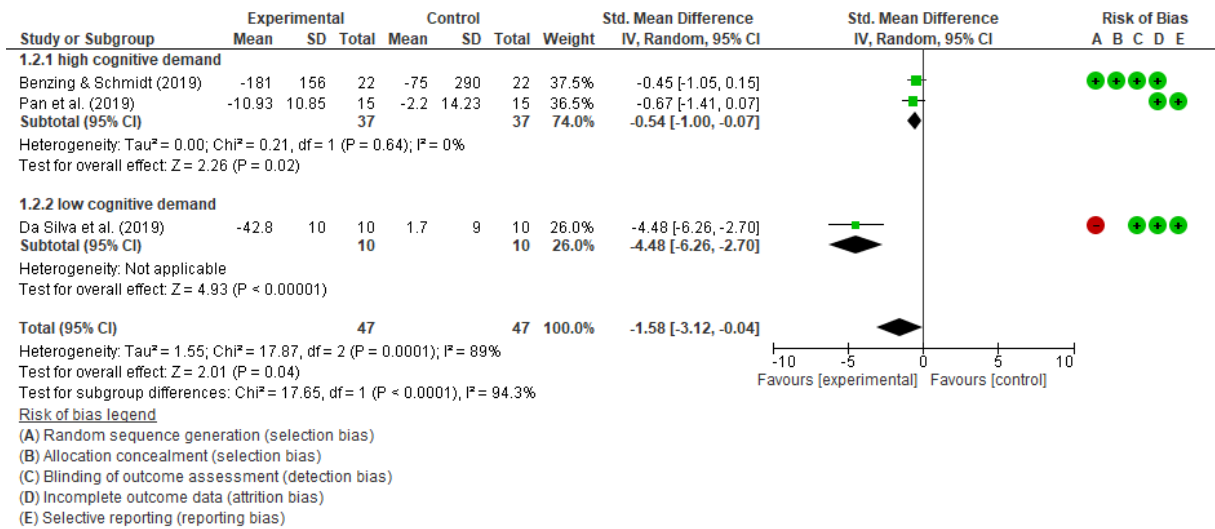 Experimental Control Std. Mean Difference Std. Mean Difference Risk of Bias
Study or Subgroup Mean SD Total Mean SD Total Weight IV, Random, 95% CI IV, Random, 95% CI A B C D E
1.2.1 high cognitive demand
Benzing & Schmidt (2019) -181 156 22 -75 290 22 37.5% -0.45 [-1.05, 0.15] + + + +
Pan et al. (2019) -10.93 10.85 15 -2.2 14.23 15 36.5% -0.67 [-1.41, 0.07] + +
Subtotal (95% CI) 37 37 74.0% -0.54 [-1.00, -0.07]
Heterogeneity: Tau² = 0.00; Chi² = 0.21, df = 1 (P = 0.64); I² = 0%
Test for overall effect: Z = 2.26 (P = 0.02)
1.2.2 low cognitive demand
Da Silva et al. (2019) -42.8 10 10 1.7 9 10 26.0% -4.48 [-6.26, -2.70] - + + +
Subtotal (95% CI) 10 10 26.0% -4.48 [-6.26, -2.70]
Heterogeneity: Not applicable
Test for overall effect: Z = 4.93 (P < 0.00001)
Total (95% CI) 47 47 100.0% -1.58 [-3.12, -0.04]
Heterogeneity: Tau² = 1.55; Chi² = 17.87, df = 2 (P = 0.0001); I² = 89%
Test for overall effect: Z = 2.01 (P = 0.04)
Test for subgroup differences: Chi² = 17.65, df = 1 (P < 0.0001), I² = 94.3%
-10 -5 0 5 10
Favours [experimental] Favours [control]
Risk of bias legend
(A) Random sequence generation (selection bias)
(B) Allocation concealment (selection bias)
(C) Blinding of outcome assessment (detection bias)
(D) Incomplete outcome data (attrition bias)
(E) Selective reporting (reporting bias)